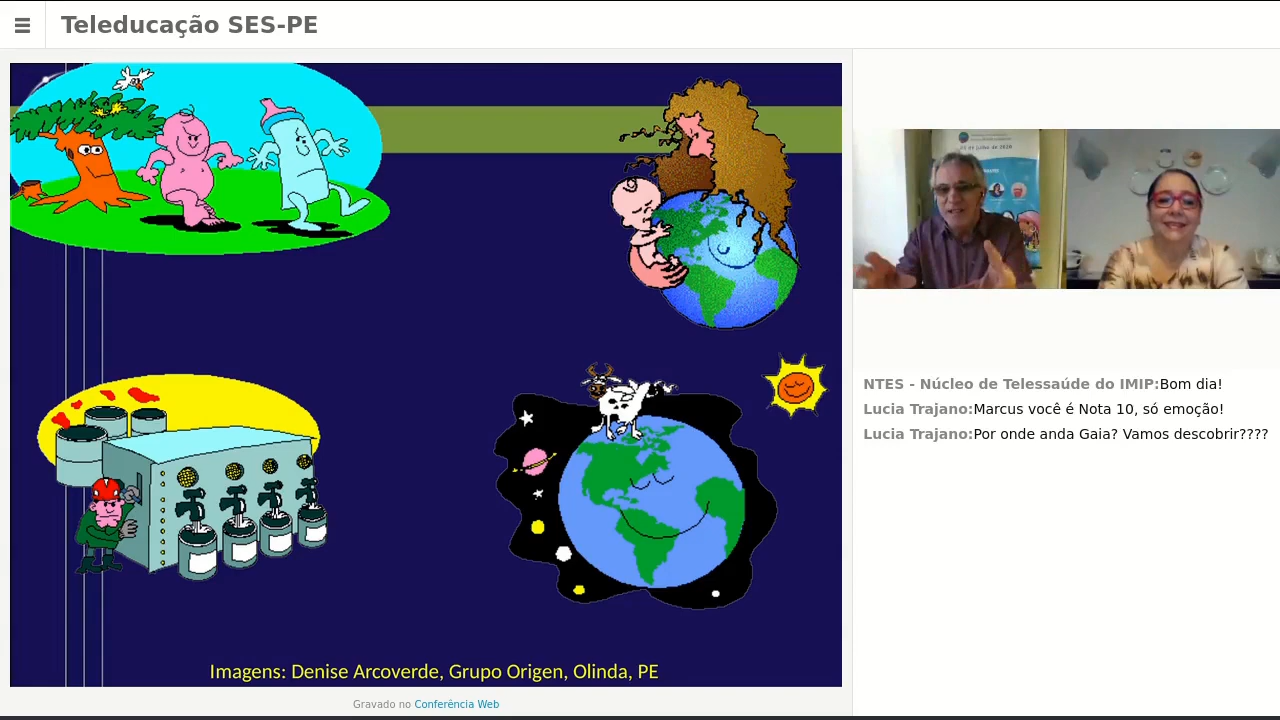 Teleducação SES-PE
Imagens: Denise Arcoverde, Grupo Origen, Olinda, PE
Gravado no Conferência Web
NTES - Núcleo de Telessaúde do IMIP:Bom dia!
Lucia Trajano:Marcus você é Nota 10, só emoção!
Lucia Trajano:Por onde anda Gaia? Vamos descobrir????